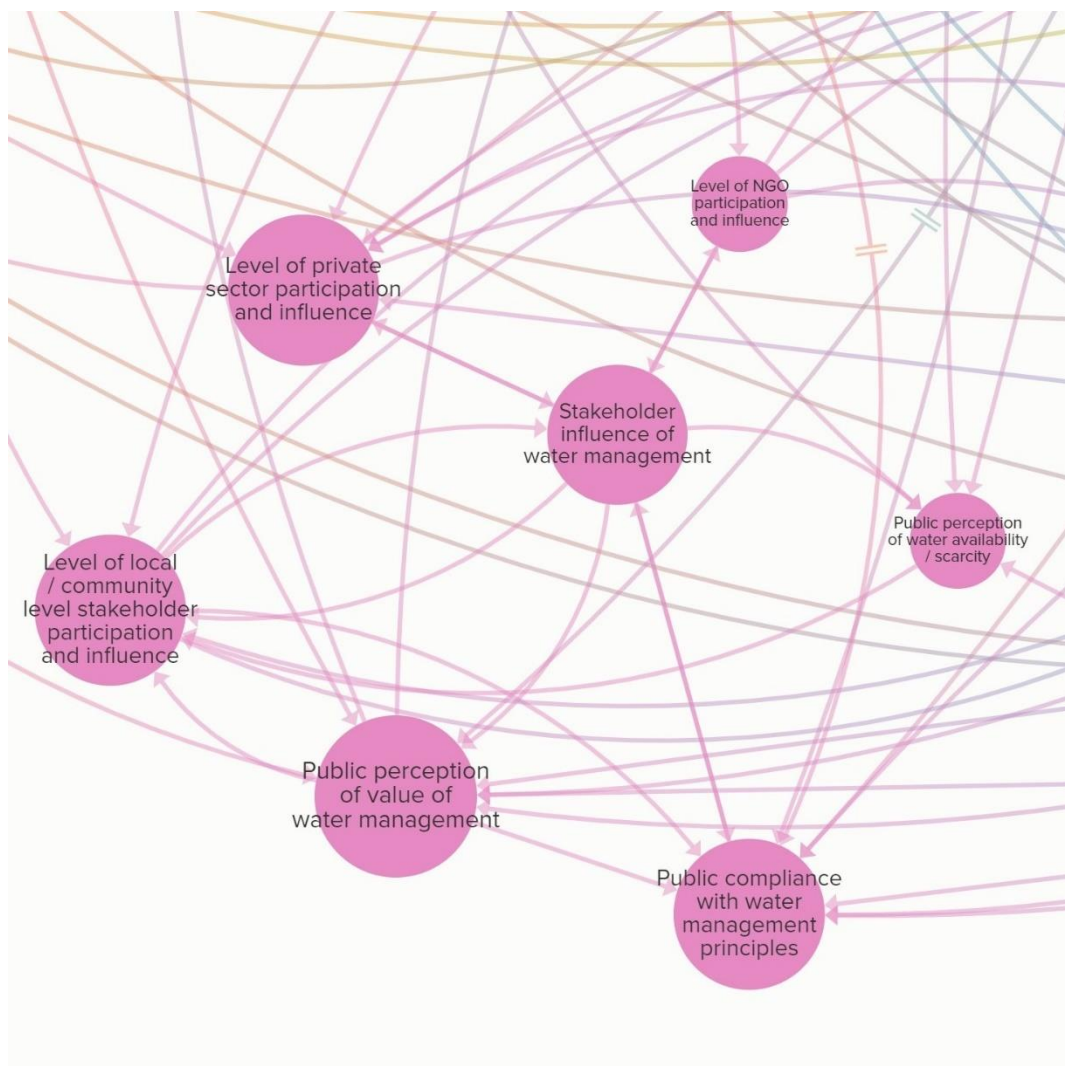 Level of NGO
participation
and influence
Level of private
sector participation
and influence
Stakeholder
influence of
water management
Public perception
of water availability
/ scarcity
Level of local
/ community
level stakeholder
participation
and influence
Public perception
of value of
water management
Public compliance
with water
management
principles